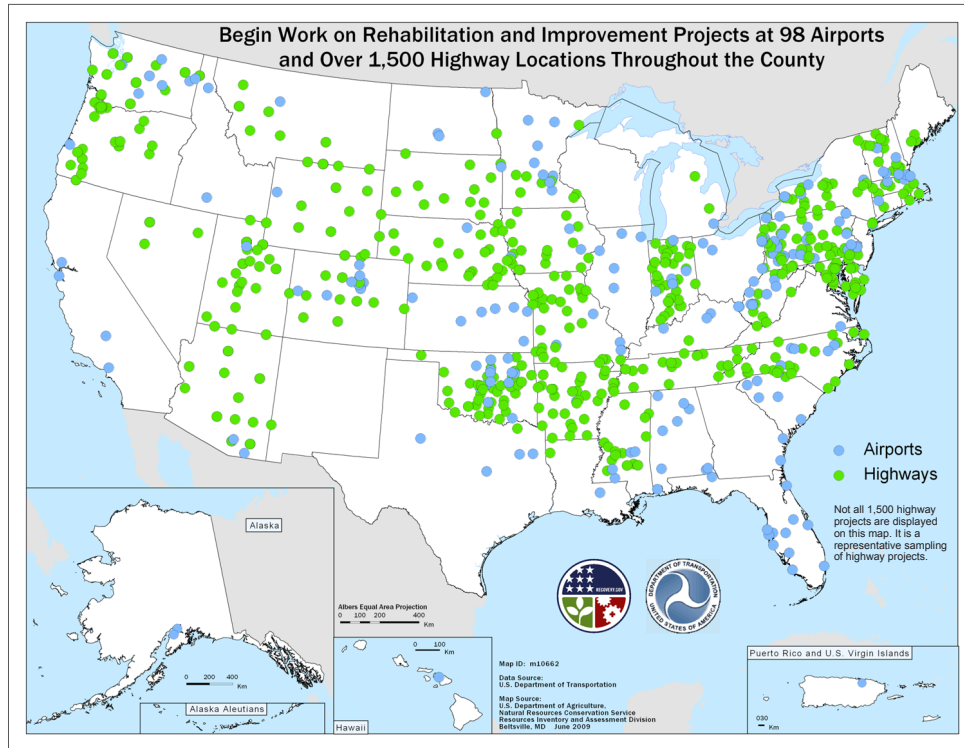 Begin Work on Rehabilitation and Improvement Projects at 98 Airports
and Over 1,500 Highway Locations Throughout the County
Airports
Highways
Not all 1,500 highway
projects are displayed
on this map. It is a
representative sampling
of highway projects.
Alaska
RECOVERY.GOV
DEPARTMENT OF TRANSPORTATION
UNITED STATES OF AMERICA
Albers Equal Area Projection
0 100 200 400
Km
0 100
Km
Map ID: m10662
Data Source:
U.S. Department of Transportation
Map Source:
U.S. Department of Agriculture,
Natural Resources Conservation Service
Resources Inventory and Assessment Division
Beltsville, MD June 2009
Puerto Rico and U.S. Virgin Islands
0 200 400
Km
Alaska Aleutians
Hawaii
030
Km